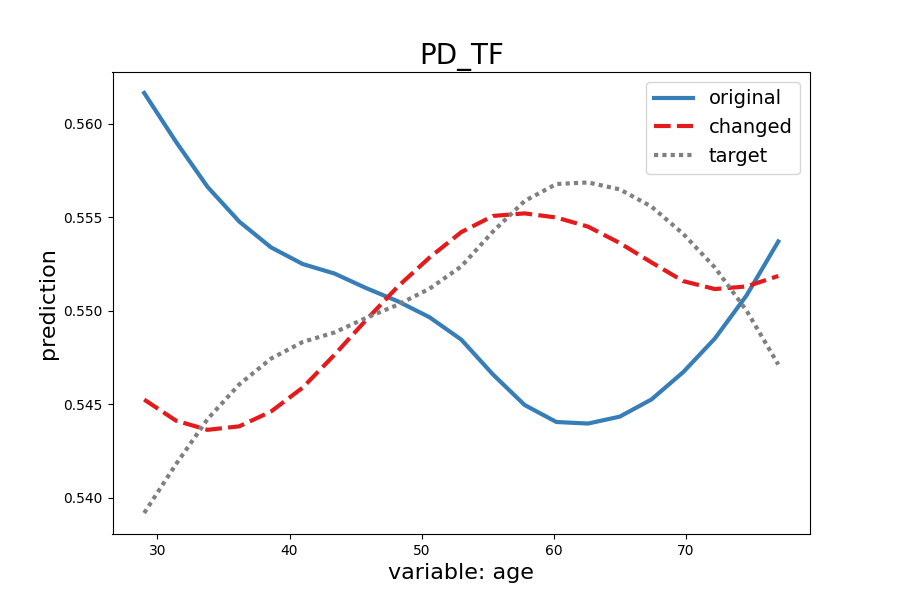 PD_TF
original
changed
target
0.560
0.555
0.550
0.545
0.540
prediction
30 40 50 60 70
variable: age